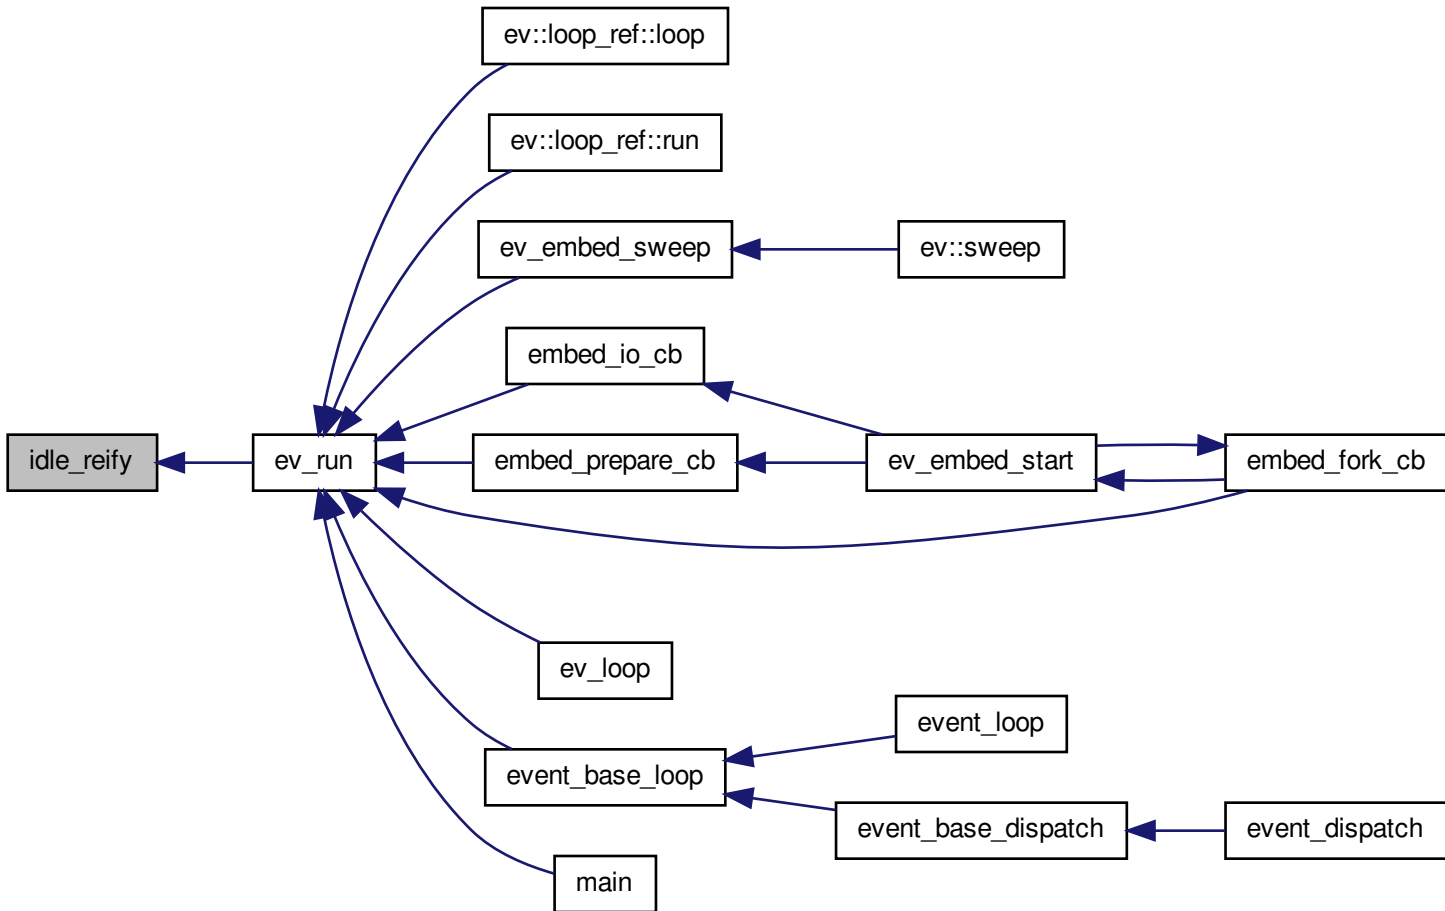 ev::loop_ref::loop
ev::loop_ref::run
ev_embed_sweep
ev::sweep
embed_io_cb
idle_reify
ev_run
embed_prepare_cb
ev_embed_start
embed_fork_cb
ev_loop
event_loop
event_base_loop
event_base_dispatch
event_dispatch
main